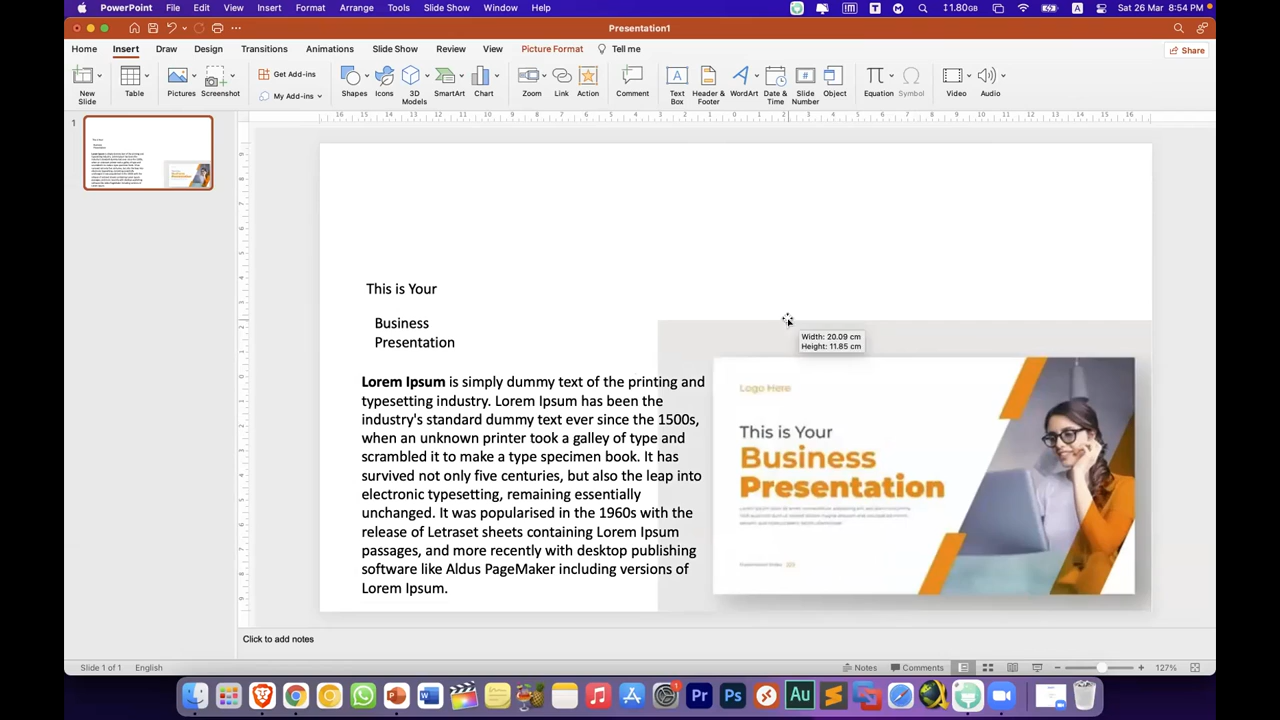 PowerPoint File Edit View Insert Format Arrange Tools Slide Show Window Help 11.80GB A Sat 26 Mar 8:54 PM
Presentation1
Home Insert Draw Design Transitions Animations Slide Show Review View Picture Format Tell me Share
Get Add-ins
My Add-ins
New Slide Table Pictures Screenshot Shapes Icons 3D Models SmartArt Chart Zoom Link Action Comment Text Box Header & Footer WordArt Date & Time Slide Number Object Equation Symbol Video Audio
1
This is Your
Business
Presentation
Width: 20.09 cm
Height: 11.85 cm
Lorem Ipsum is simply dummy text of the printing and
typesetting industry. Lorem Ipsum has been the
industry's standard dummy text ever since the 1500s,
when an unknown printer took a galley of type and
scrambled it to make a type specimen book. It has
survived not only five centuries, but also the leap into
electronic typesetting, remaining essentially
unchanged. It was popularised in the 1960s with the
release of Letraset sheets containing Lorem Ipsum
passages, and more recently with desktop publishing
software like Aldus PageMaker including versions of
Lorem Ipsum.
Logo Here
This is Your
Business
Presentation
Click to add notes
Slide 1 of 1 English Notes Comments 127%